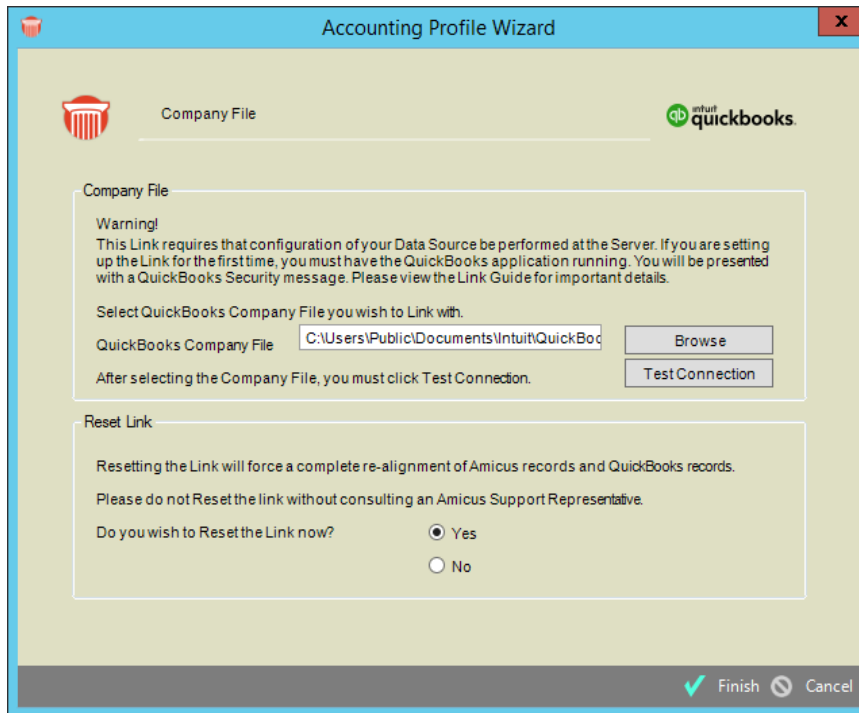 Accounting Profile Wizard
X
Company File
qb
intuit
quickbooks.
Company File
Warning!
This Link requires that configuration of your Data Source be performed at the Server. If you are setting
up the Link for the first time, you must have the QuickBooks application running. You will be presented
with a QuickBooks Security message. Please view the Link Guide for important details.
Select QuickBooks Company File you wish to Link with.
QuickBooks Company File C:\Users\Public\Documents\Intuit\QuickBoo Browse
After selecting the Company File, you must click Test Connection. Test Connection
Reset Link
Resetting the Link will force a complete re-alignment of Amicus records and QuickBooks records.
Please do not Reset the link without consulting an Amicus Support Representative.
Do you wish to Reset the Link now? Yes
No
Finish Cancel